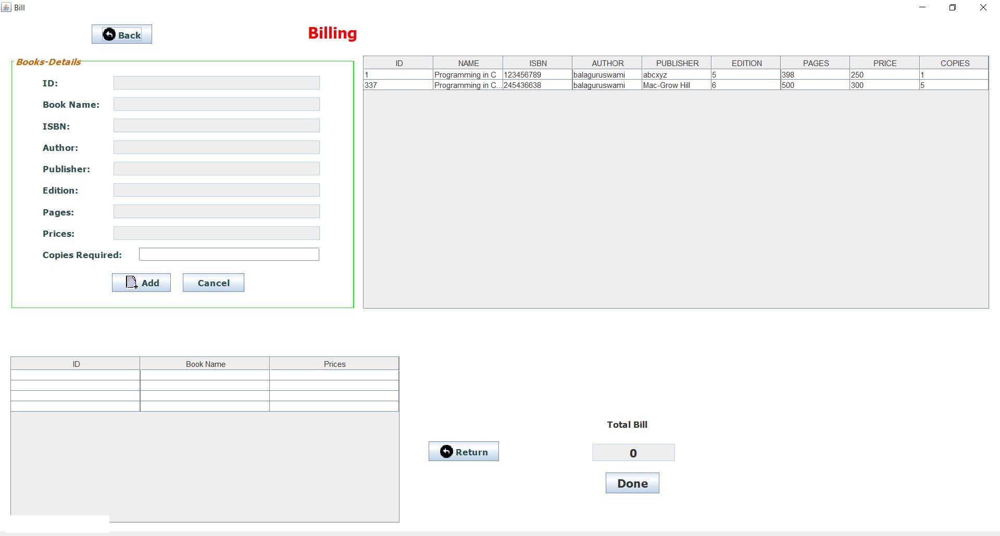 Bill
Back
Billing
Books-Details
ID:
Book Name:
ISBN:
Author:
Publisher:
Edition:
Pages:
Prices:
Copies Required:
Add Cancel
ID NAME ISBN AUTHOR PUBLISHER EDITION PAGES PRICE COPIES
1 Programming in C 123456789 balaguruswami abcxyz 5 398 250 1
337 Programming in C... 245436638 balaguruswami Mac-Grow Hill 6 500 300 5
ID Book Name Prices
Return
Total Bill
0
Done